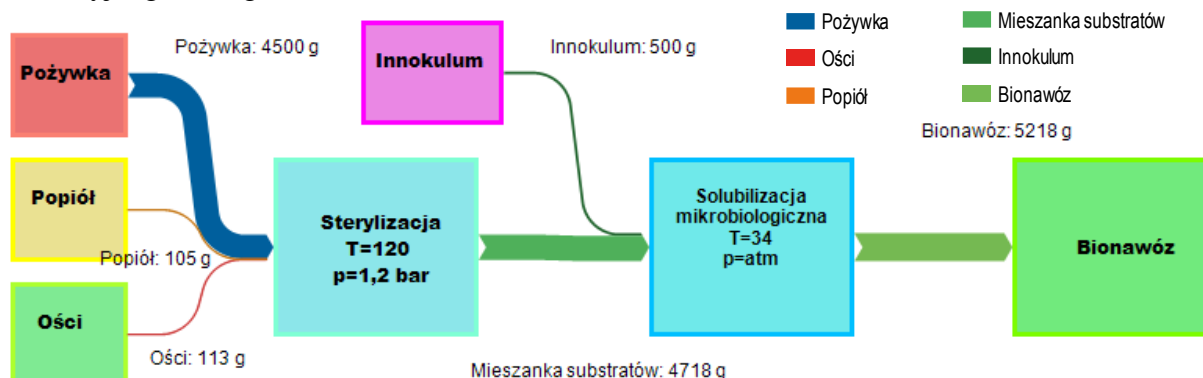 Pożywka: 4500 g
Innokulum: 500 g
Pożywka
Mieszanka substratów
Ości
Innokulum
Popiół
Bionawóz
Pożywka
Innokulum
Bionawóz: 5218 g
Popiół
Popiół: 105 g
Sterylizacja
T=120
p=1,2 bar
Solubilizacja
mikrobiologiczna
T=34
p=atm
Bionawóz
Ości
Ości: 113 g
Mieszanka substratów: 4718 g